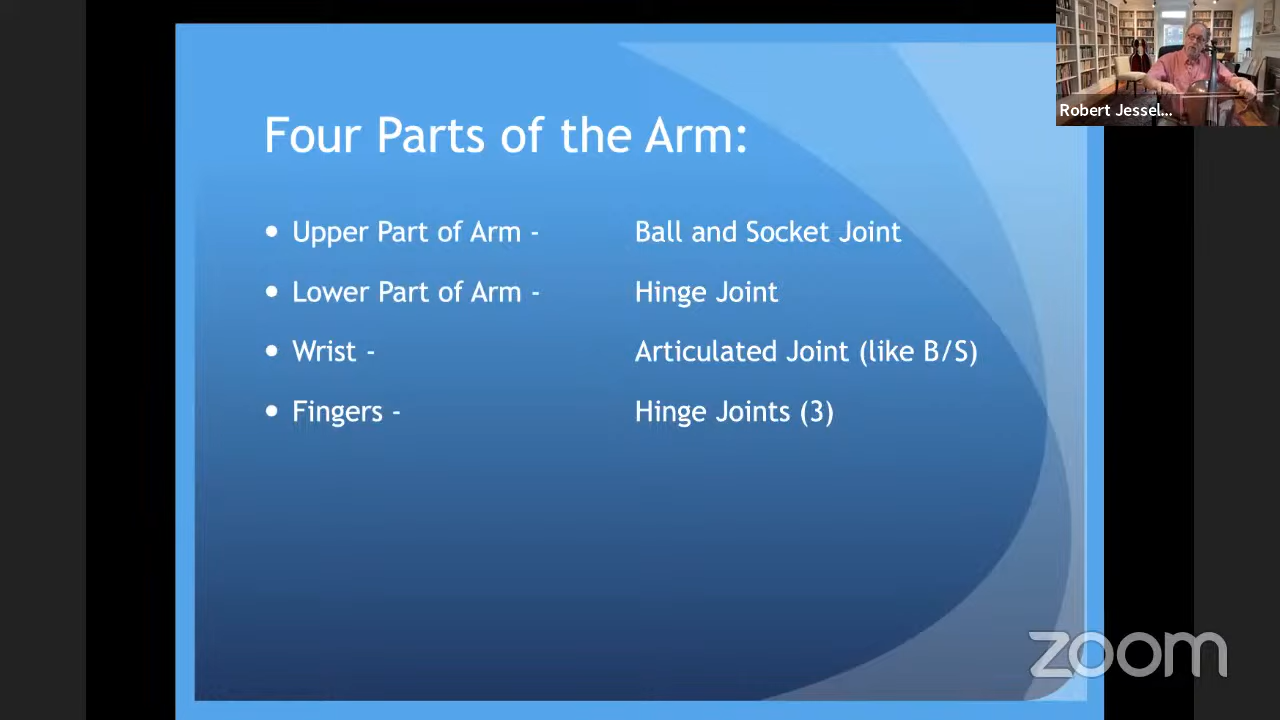 Four Parts of the Arm:
• Upper Part of Arm - Ball and Socket Joint
• Lower Part of Arm - Hinge Joint
• Wrist - Articulated Joint (like B/S)
• Fingers - Hinge Joints (3)
Robert Jessel...
zoom